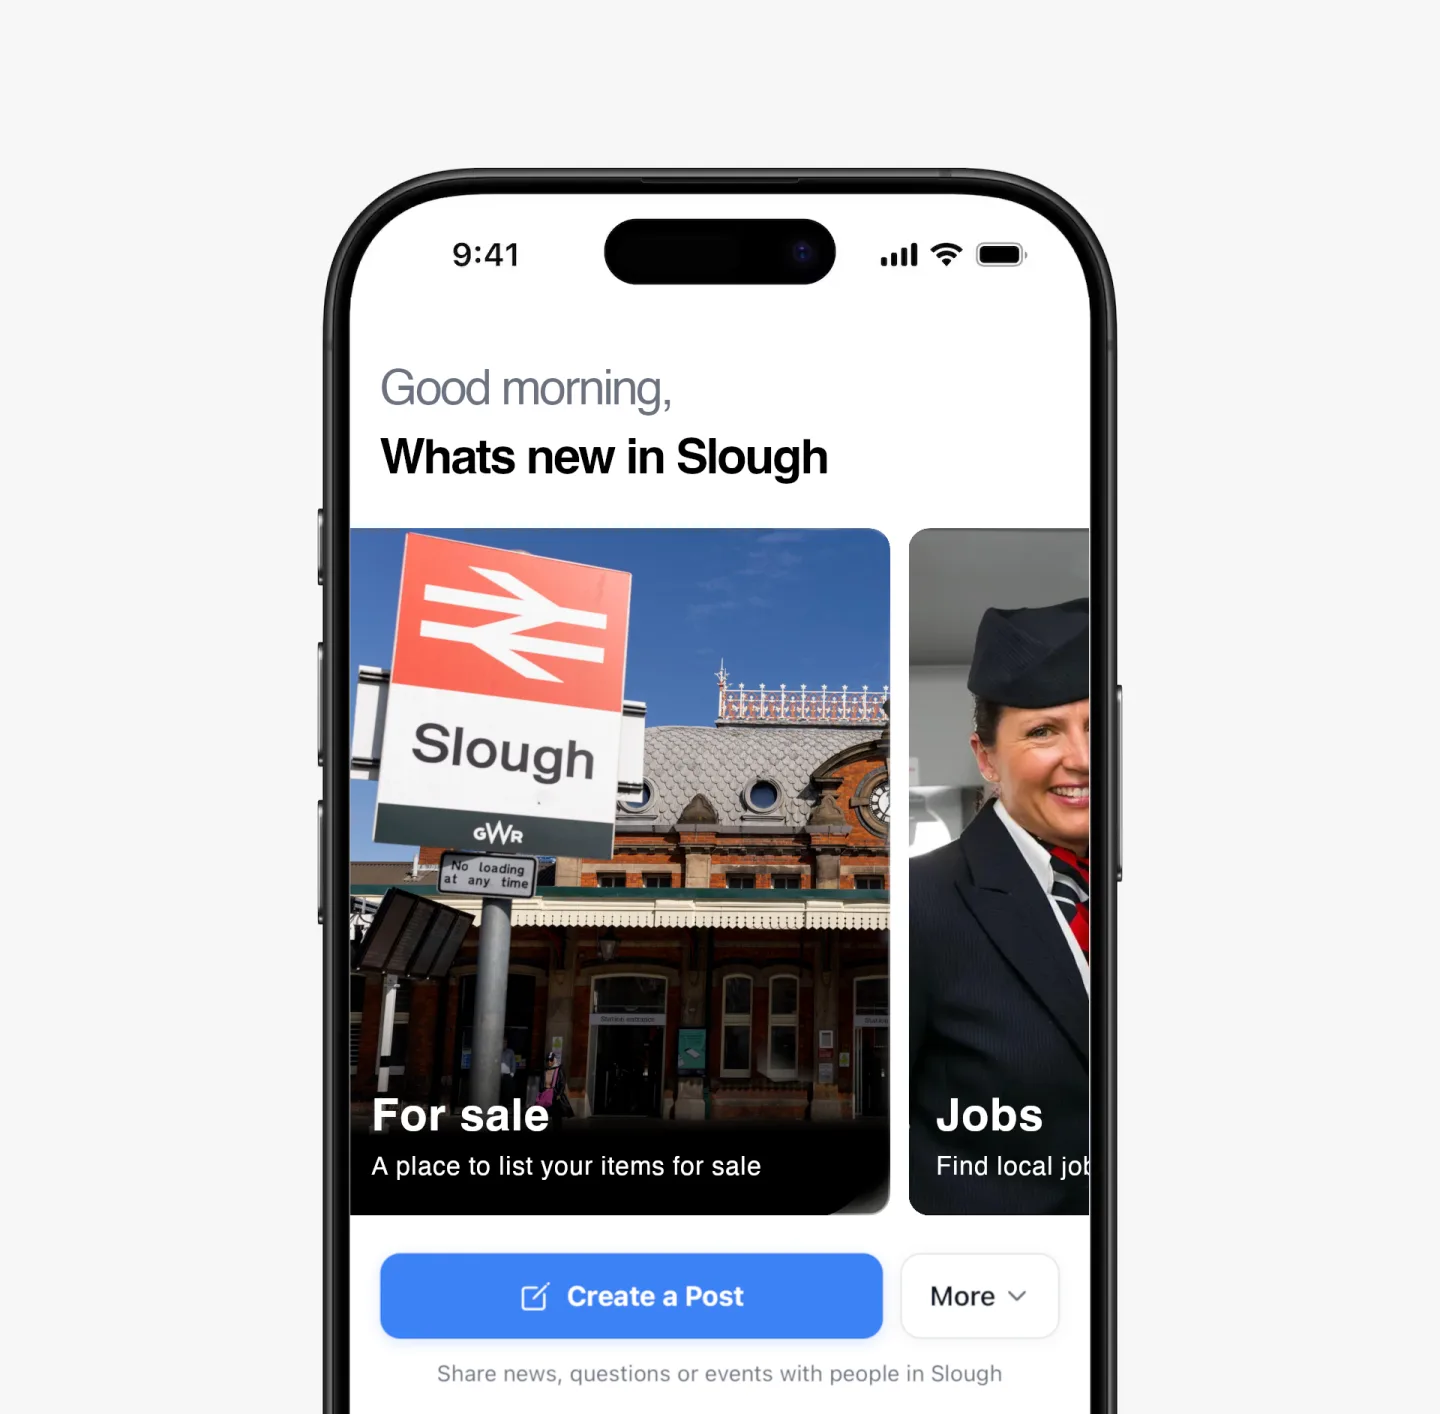 9:41
Good morning,
Whats new in Slough
Slough
GWR
No loading
at any time
Station entrance
For sale
A place to list your items for sale
Jobs
Find local job
Create a Post
More
Share news, questions or events with people in Slough